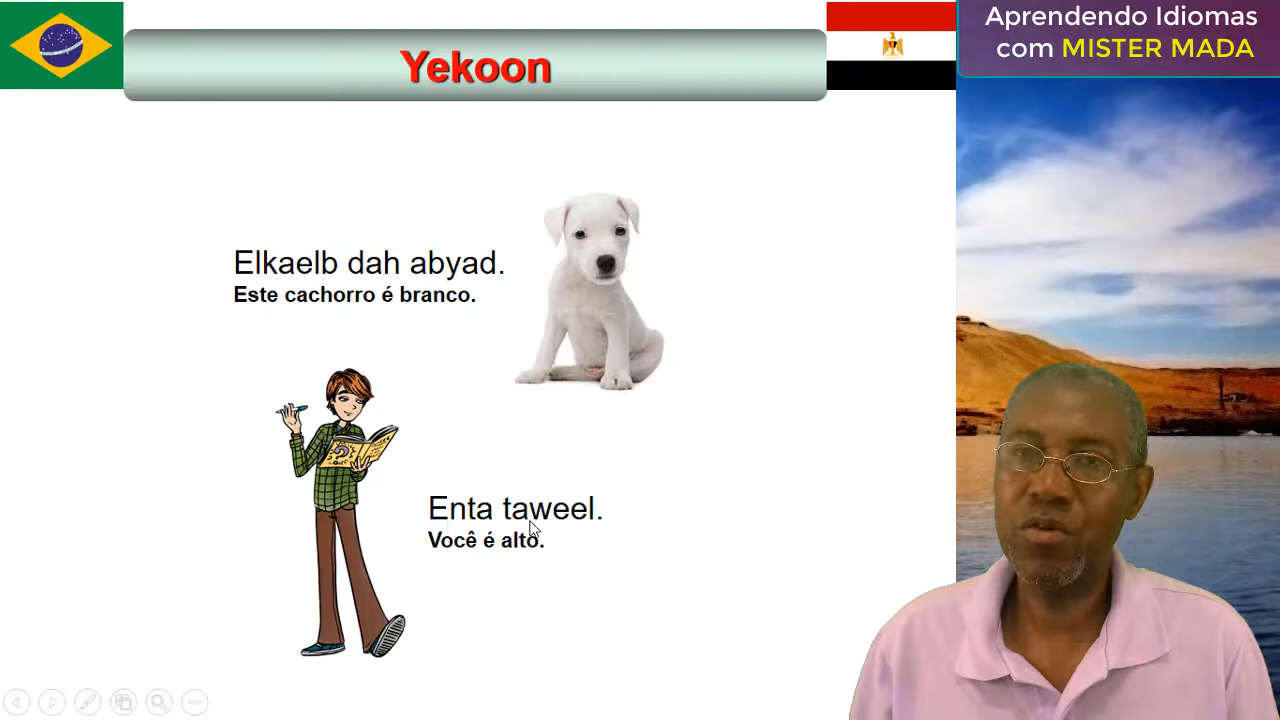 Yekoon
Aprendendo Idiomas
com MISTER MADA
Elkaelb dah abyad.
Este cachorro é branco.
Enta taweel.
Você é alto.